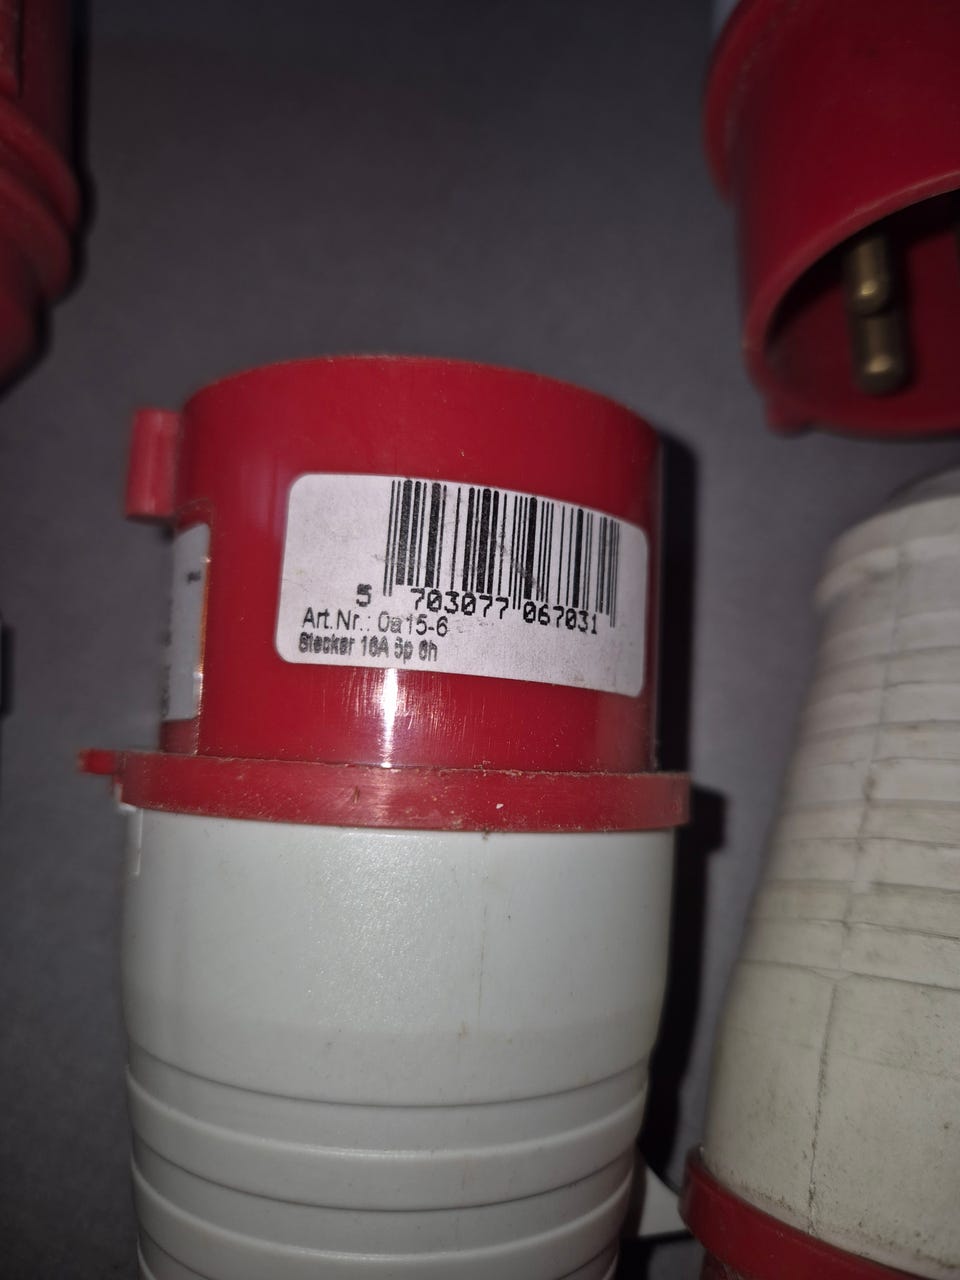 5 703077 067031
Art.Nr.: 0a15-6
Stecker 16A 5p 6h